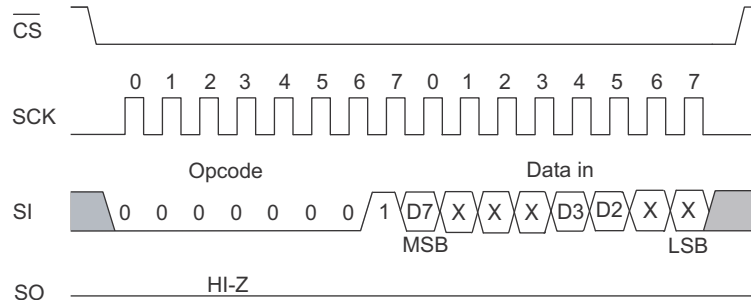 CS
0 1 2 3 4 5 6 7 0 1 2 3 4 5 6 7
SCK
Opcode Data in
SI 0 0 0 0 0 0 0 1 D7 X X X D3 D2 X X
MSB LSB
HI-Z
SO